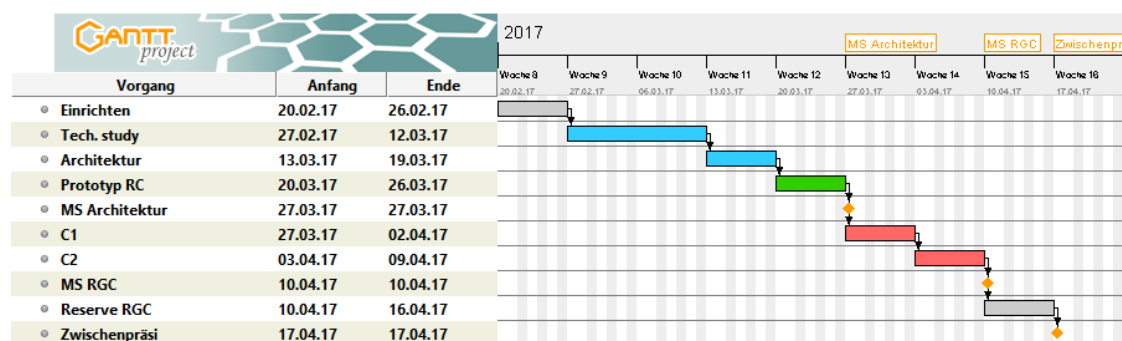 GANTT
project
2017
MS Architektur MS RGC Zwischenpr
Vorgang Anfang Ende
Woche 8 Woche 9 Woche 10 Woche 11 Woche 12 Woche 13 Woche 14 Woche 15 Woche 16
20.02.17 27.02.17 06.03.17 13.03.17 20.03.17 27.03.17 03.04.17 10.04.17 17.04.17
Einrichten 20.02.17 26.02.17
Tech. study 27.02.17 12.03.17
Architektur 13.03.17 19.03.17
Prototyp RC 20.03.17 26.03.17
MS Architektur 27.03.17 27.03.17
C1 27.03.17 02.04.17
C2 03.04.17 09.04.17
MS RGC 10.04.17 10.04.17
Reserve RGC 10.04.17 16.04.17
Zwischenpräsi 17.04.17 17.04.17